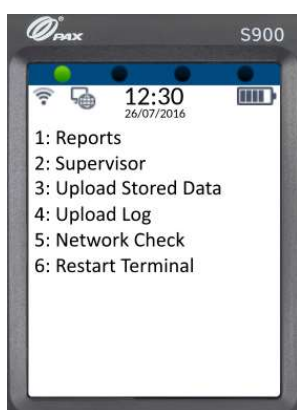 PAX S900
12:30
26/07/2016
1: Reports
2: Supervisor
3: Upload Stored Data
4: Upload Log
5: Network Check
6: Restart Terminal